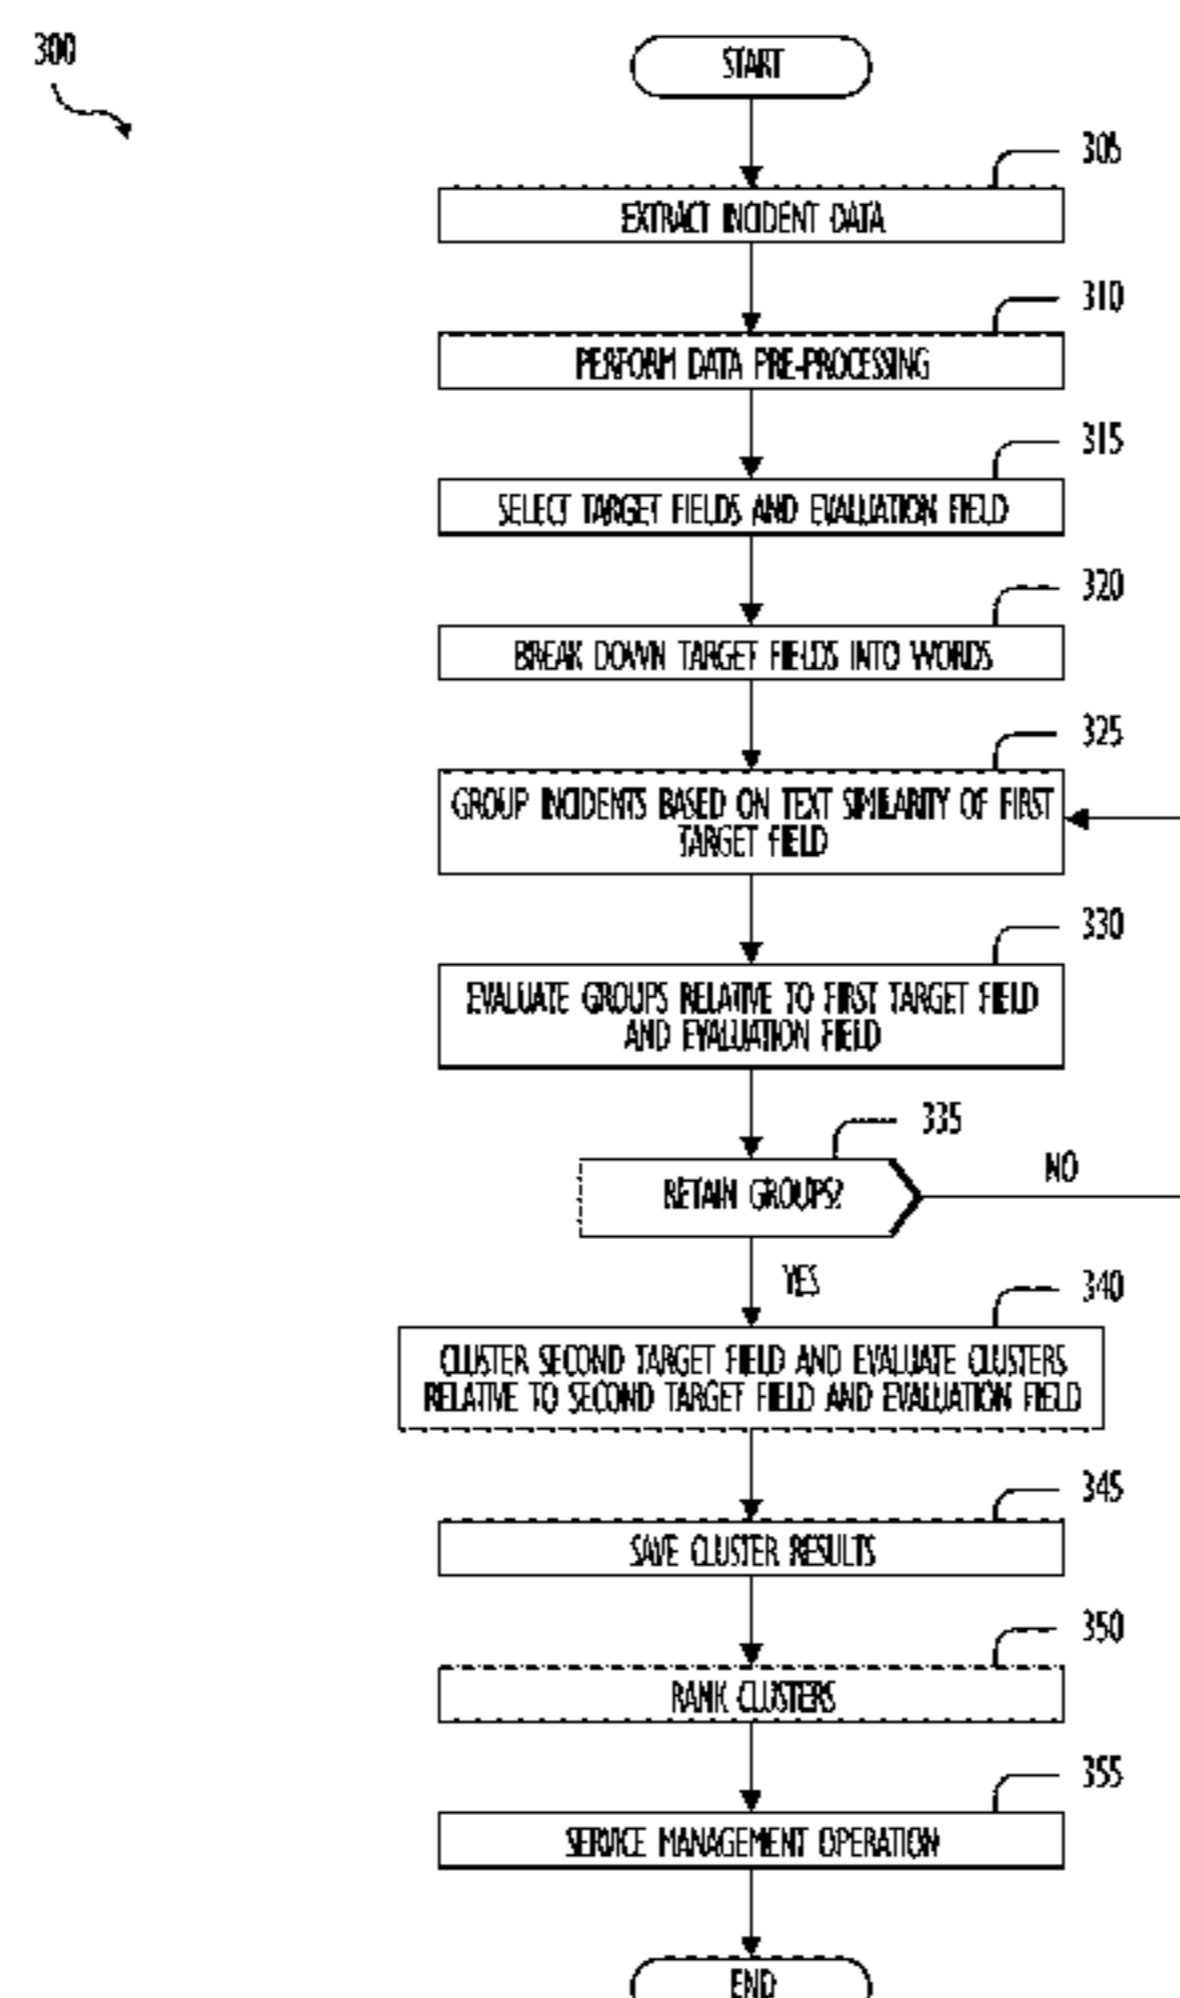 300
START
305
EXTRACT INCIDENT DATA
310
PERFORM DATA PRE-PROCESSING
315
SELECT TARGET FIELDS AND EVALUATION FIELD
320
BREAK DOWN TARGET FIELDS INTO WORDS
325
GROUP INCIDENTS BASED ON TEXT SIMILARITY OF FIRST
TARGET FIELD
330
EVALUATE GROUPS RELATIVE TO FIRST TARGET FIELD
AND EVALUATION FIELD
335
RETAIN GROUPS?
NO
YES
340
CLUSTER SECOND TARGET FIELD AND EVALUATE CLUSTERS
RELATIVE TO SECOND TARGET FIELD AND EVALUATION FIELD
345
SAVE CLUSTER RESULTS
350
RANK CLUSTERS
355
SERVICE MANAGEMENT OPERATION
END